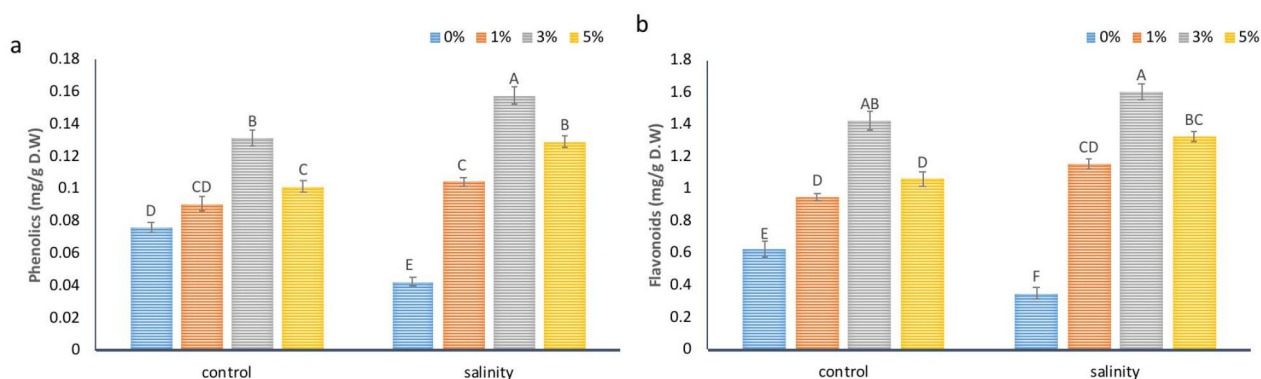 a
0% 1% 3% 5%
Phenolics (mg/g D.W)
0.18
0.16
0.14
0.12
0.1
0.08
0.06
0.04
0.02
0
D
CD
B
C
E
C
A
B
control
salinity
b
0% 1% 3% 5%
Flavonoids (mg/g D.W
1.8
1.6
1.4
1.2
1
0.8
0.6
0.4
0.2
0
E
D
AB
D
F
CD
A
BC
control
salinity